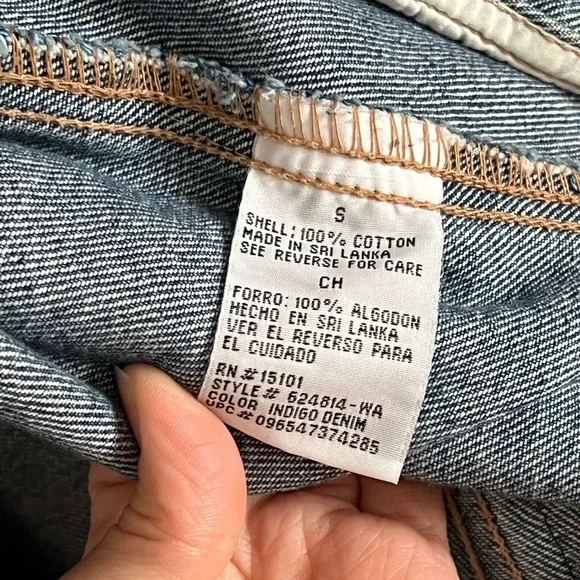 S
SHELL: 100% COTTON
MADE IN SRI LANKA
SEE REVERSE FOR CARE
CH
FORRO: 100% ALGODON
HECHO EN SRI LANKA
VER EL REVERSO PARA
EL CUIDADO
RN #15101
STYLE# 624814-WA
COLOR INDIGO DENIM
UPC# 096547374285